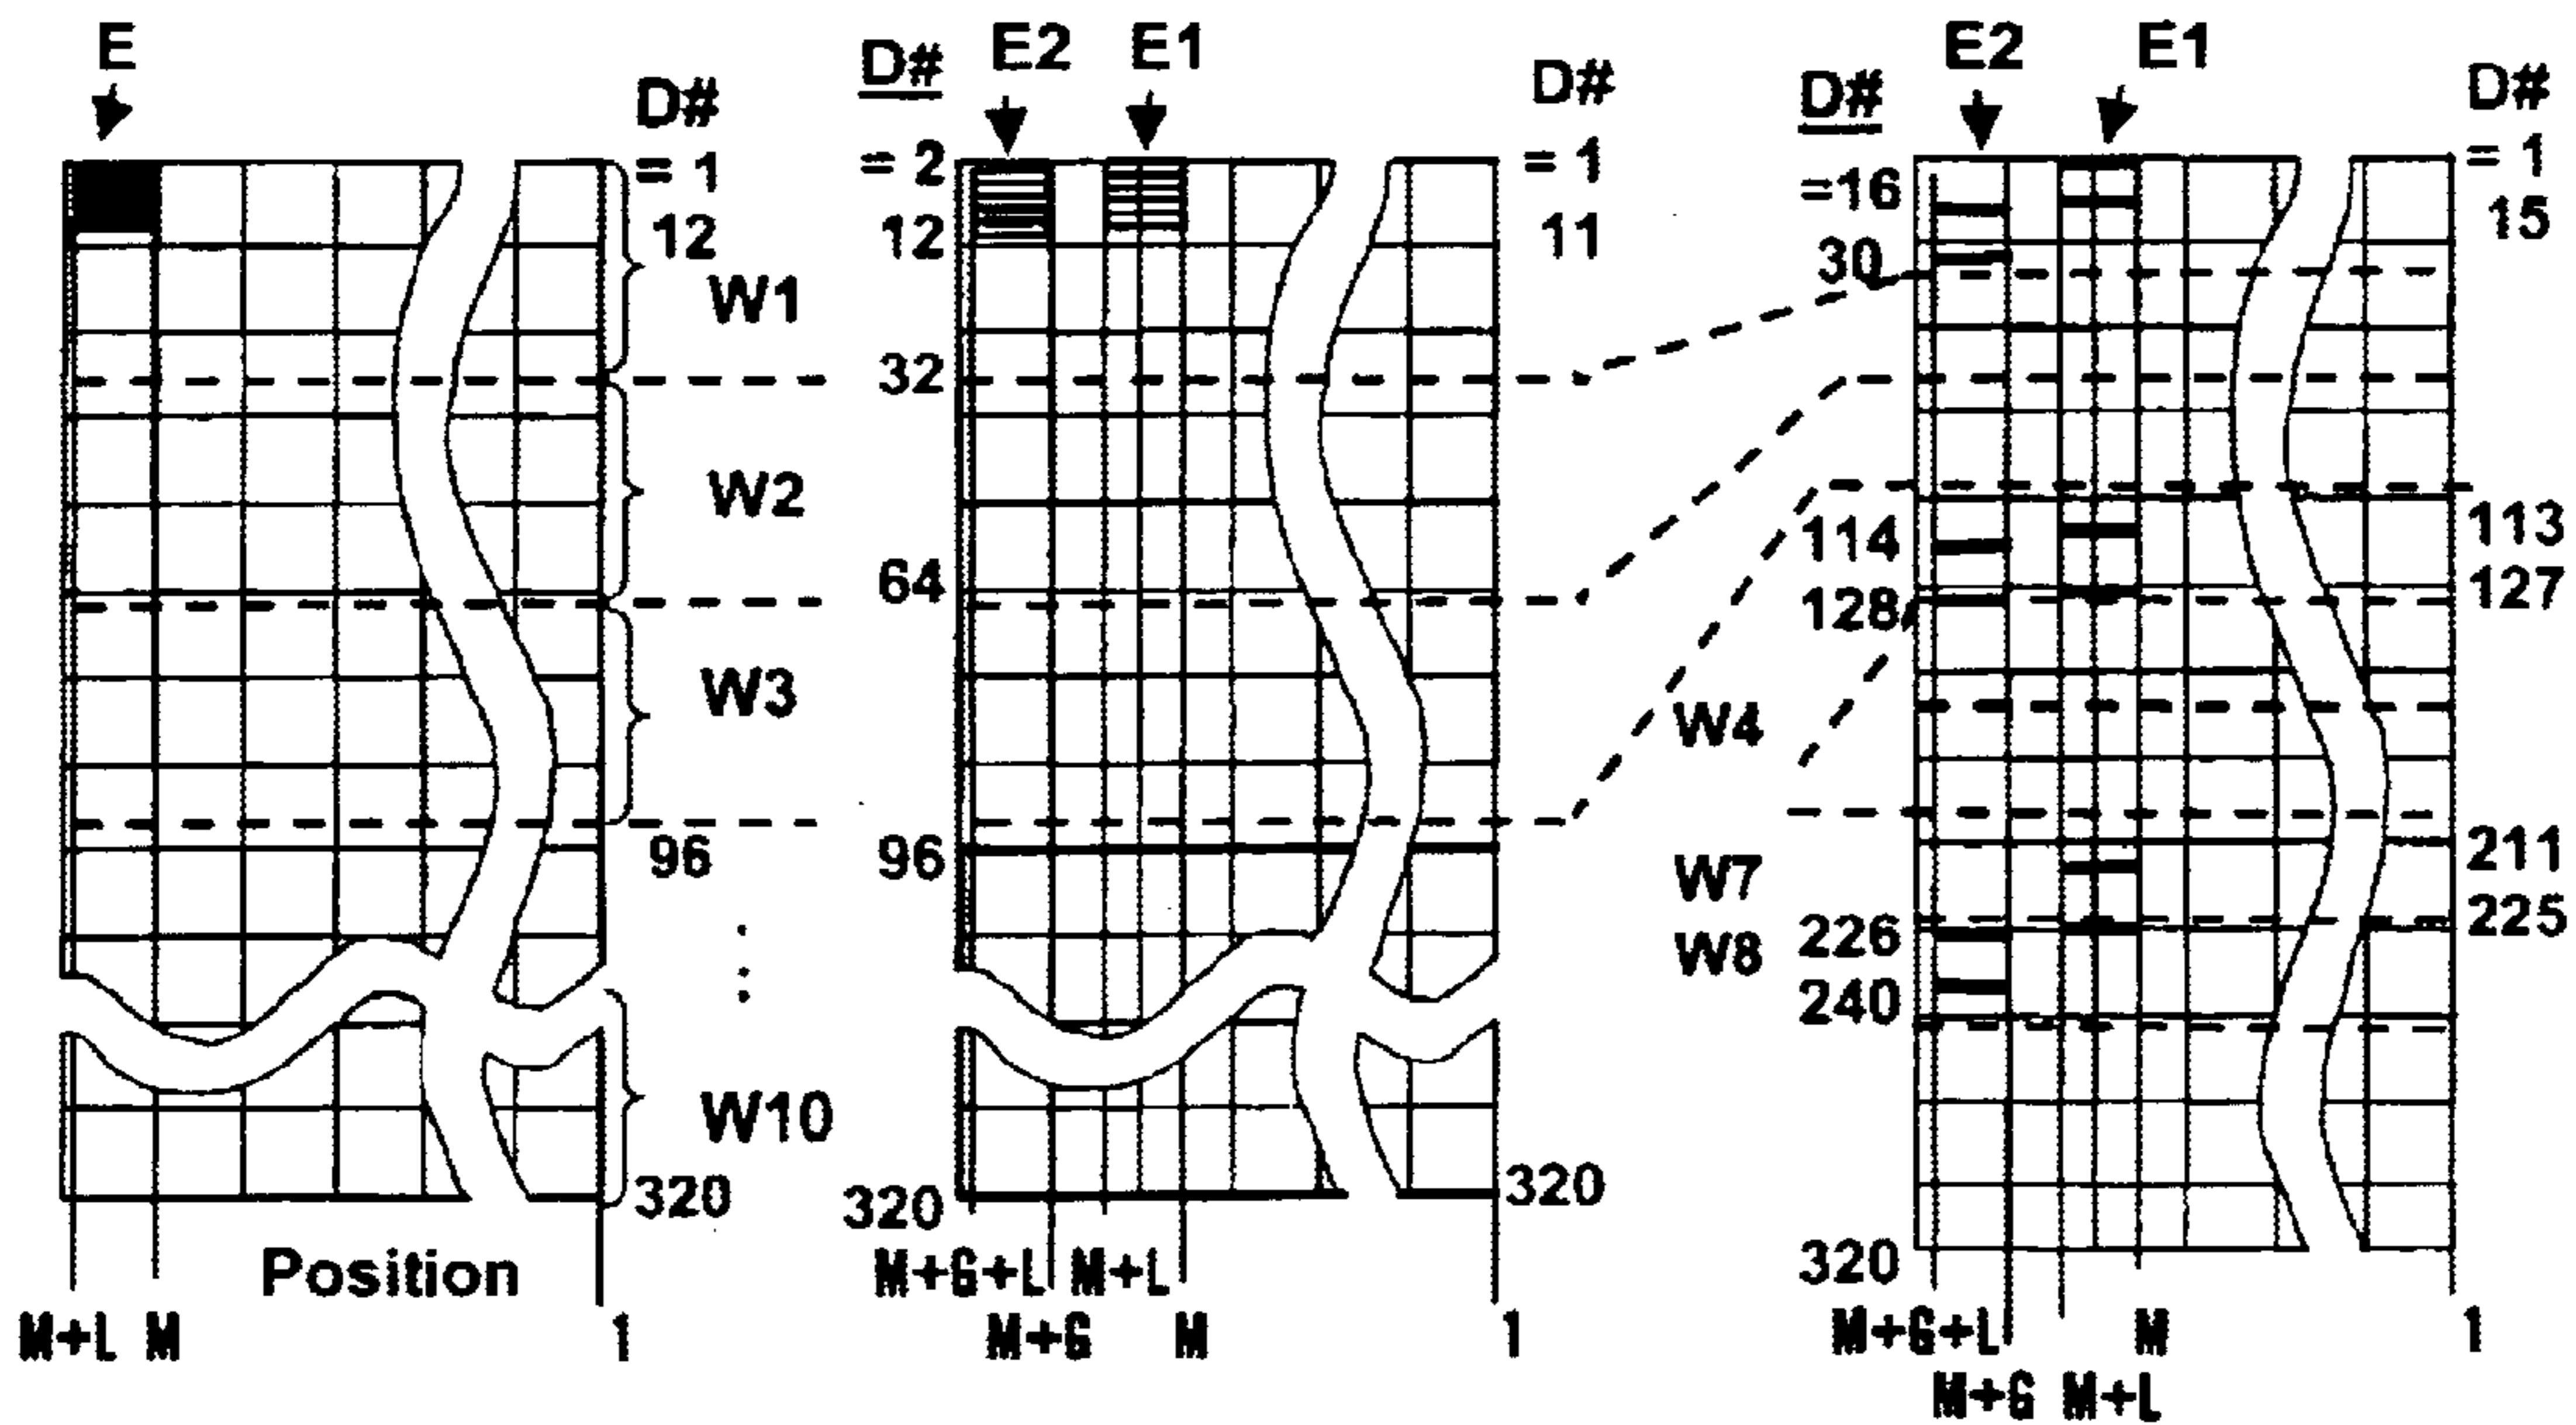 E
D#
= 1
12
W1
W2
W3
96
W10
320
Position
M+L M
1
D# E2 E1
= 2
12
32
64
96
320
D#
= 1
11
320
M+G+L M+L
M+G M
1
E2 E1
D#
=16
30
114
128
W4
W7
W8
226
240
320
D#
= 1
15
113
127
211
225
M+G+L M
1
M+G M+L